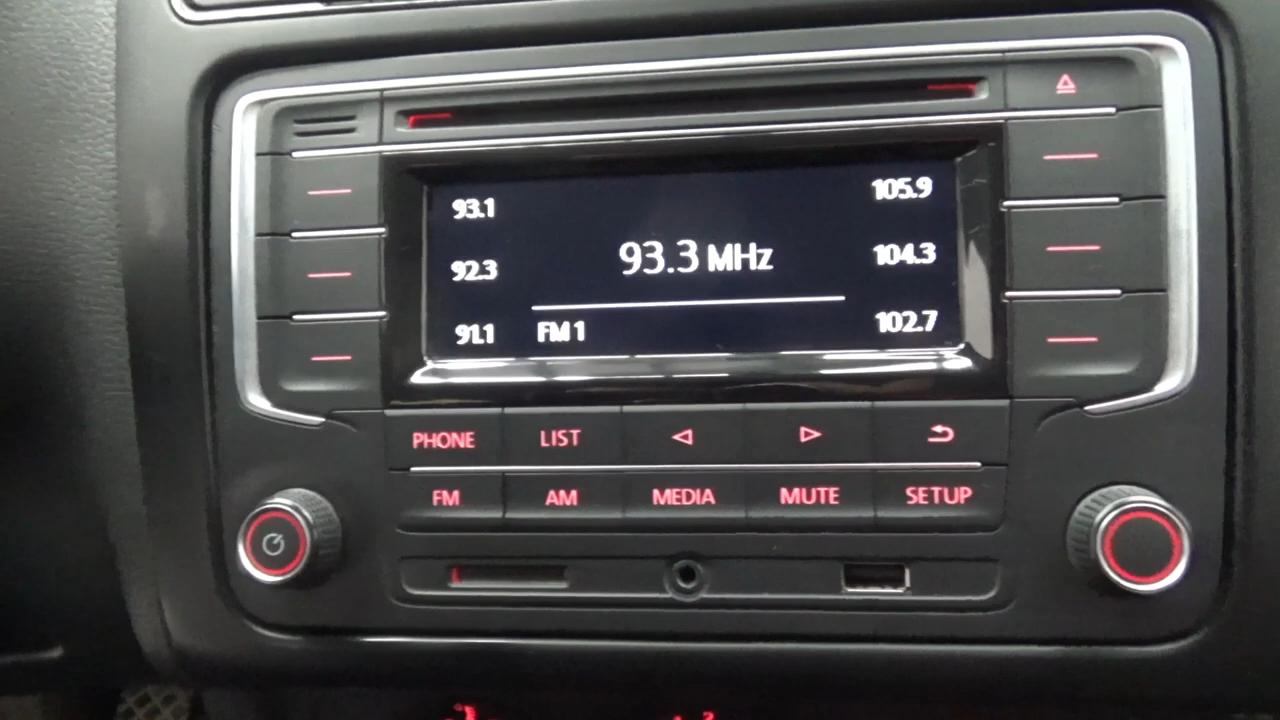 93.1
105.9
93.3 MHz
92.3
104.3
91.1
FM 1
102.7
PHONE LIST
FM AM MEDIA MUTE SETUP